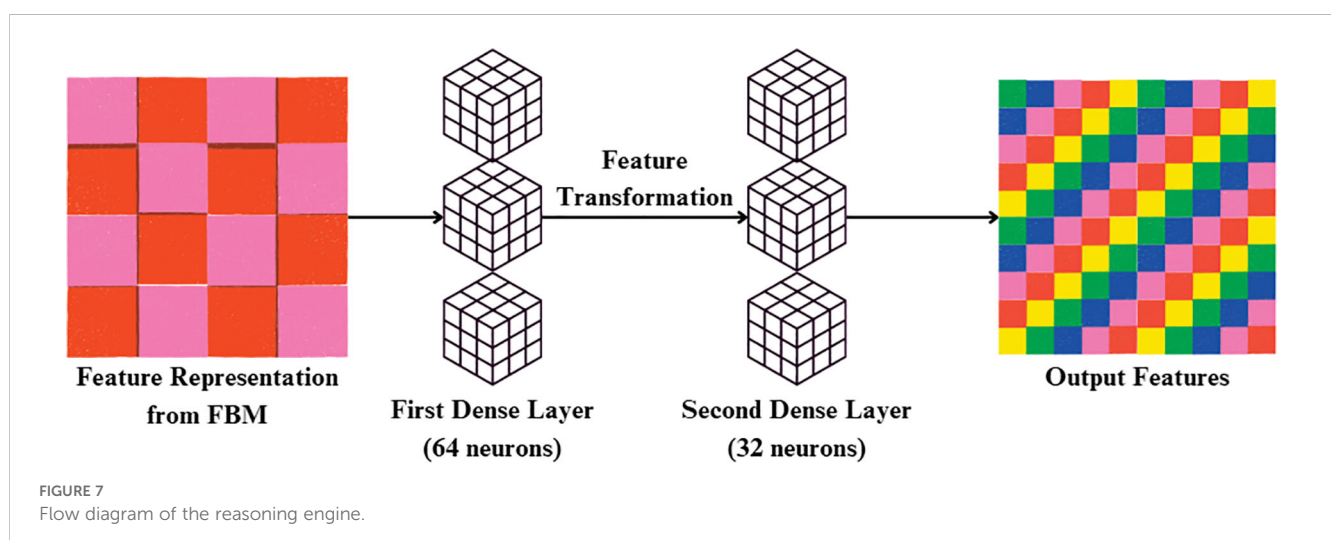 Feature
Transformation
Feature Representation
from FBM
First Dense Layer
(64 neurons)
Second Dense Layer
(32 neurons)
Output Features
FIGURE 7
Flow diagram of the reasoning engine.